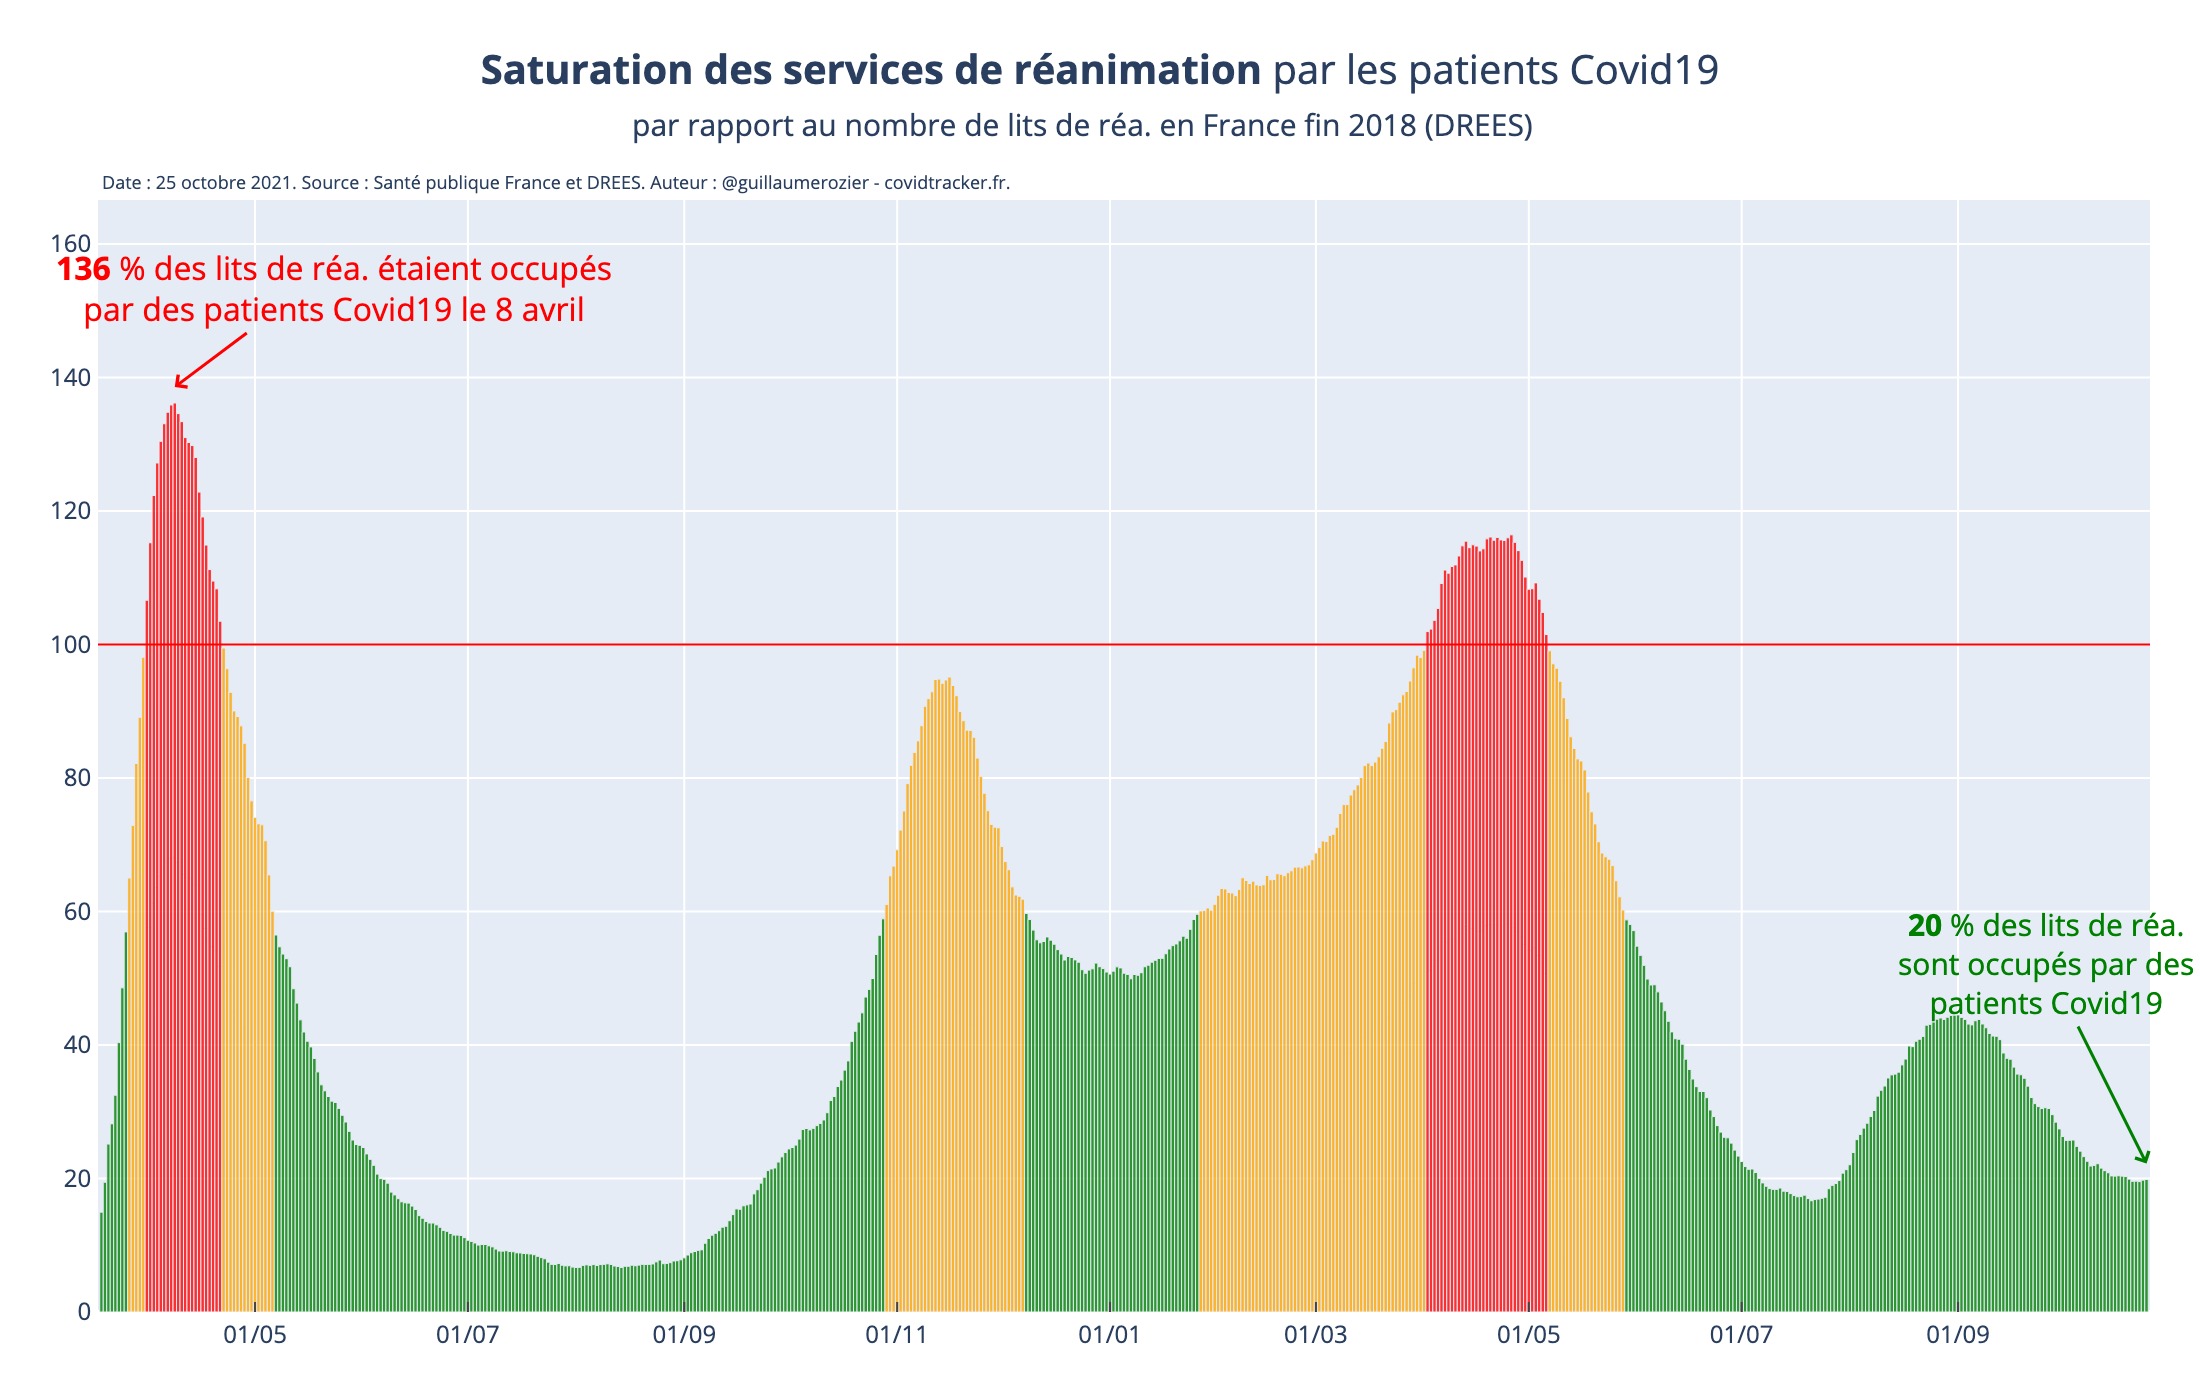 Saturation des services de réanimation par les patients Covid19
par rapport au nombre de lits de réa. en France fin 2018 (DREES)
Date : 25 octobre 2021. Source : Santé publique France et DREES. Auteur : @guillaumerozier - covidtracker.fr.
160
136 % des lits de réa. étaient occupés
par des patients Covid19 le 8 avril
140
120
100
80
60
20 % des lits de réa.
sont occupés par des
patients Covid19
40
20
0
01/05 01/07 01/09 01/11 01/01 01/03 01/05 01/07 01/09